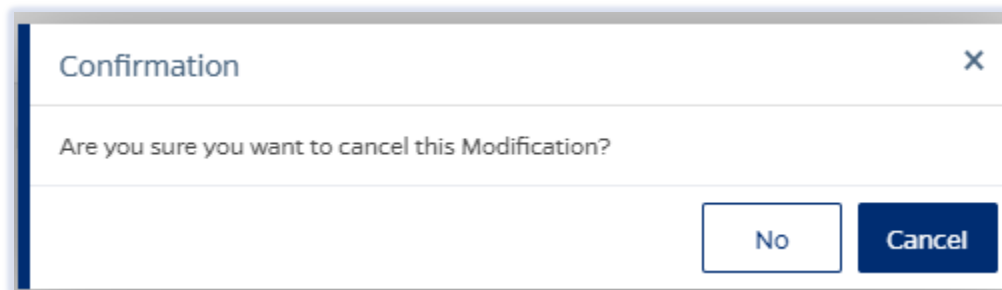 Confirmation
Are you sure you want to cancel this Modification?
No
Cancel